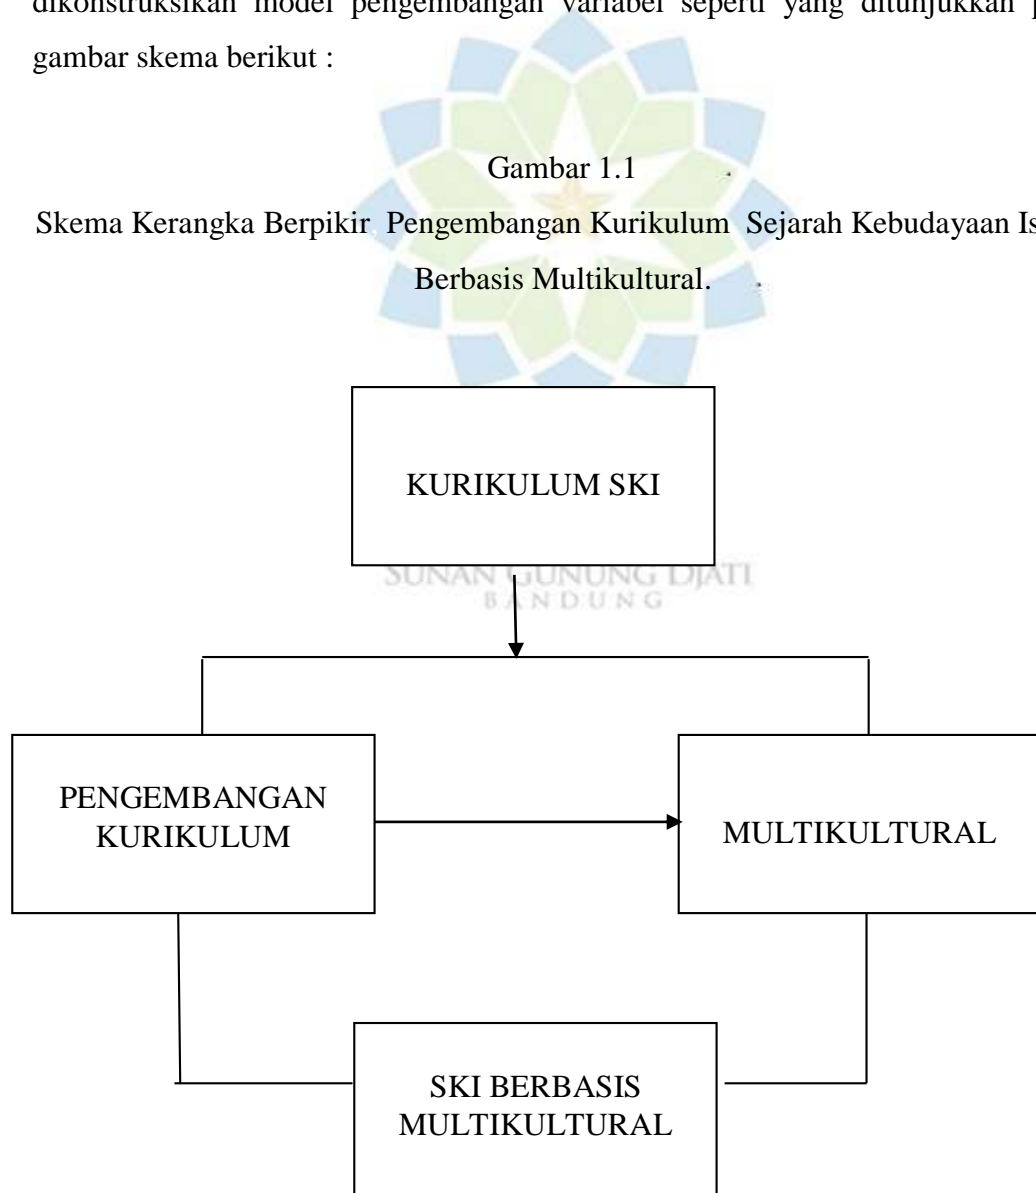 dikonstruksikan model pengembangan variabel seperti yang ditunjukkan
gambar skema berikut :
Gambar 1.1
Skema Kerangka Berpikir Pengembangan Kurikulum Sejarah Kebudayaan
Berbasis Multikultural.
KURIKULUM SKI
SUNAN GUNUNG DJATI
BANDUNG
PENGEMBANGAN
KURIKULUM
MULTIKULTURAL
SKI BERBASIS
MULTIKULTURAL